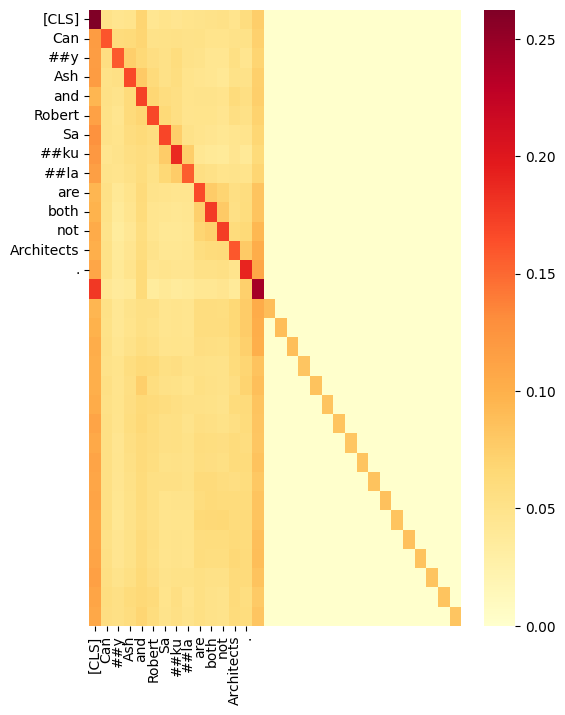 [CLS]
Can
##y
Ash
and
Robert
Sa
##ku
##la
are
both
not
Architects
.
0.25
0.20
0.15
0.10
0.05
0.00
[CLS]
Can
##y
Ash
and
Robert
Sa
##ku
##la
are
both
not
Architects
.